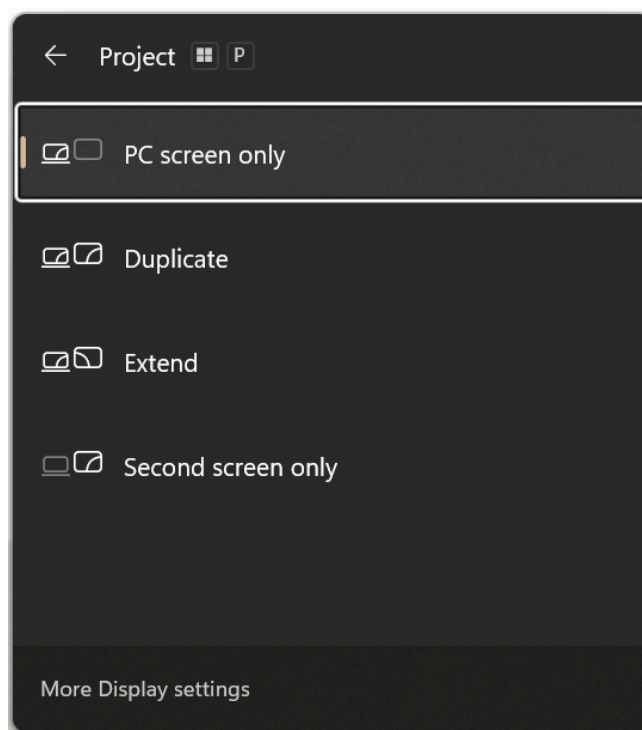 Project P
PC screen only
Duplicate
Extend
Second screen only
More Display settings